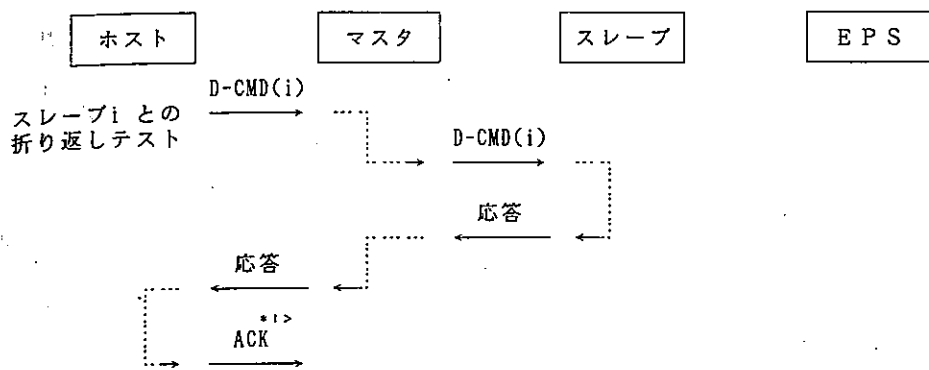 ホスト
マスタ
スレーブ
EPS
D-CMD(i)
スレーブi との
折り返しテスト
D-CMD(i)
応答
応答
ACK*1>